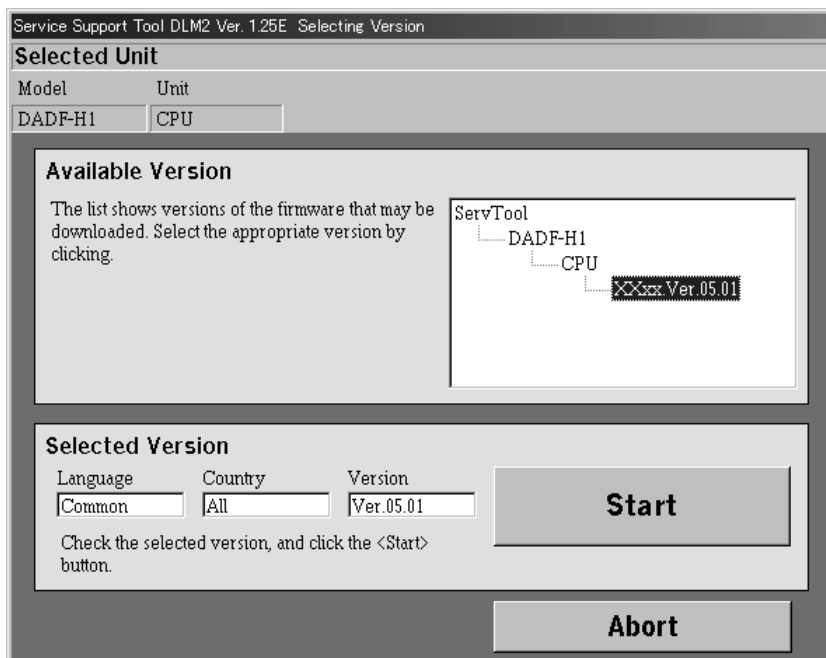 Service Support Tool DLM2 Ver. 1.25E Selecting Version
Selected Unit
Model Unit
DADF-H1 CPU
Available Version
The list shows versions of the firmware that may be
downloaded. Select the appropriate version by
clicking.
ServTool
DADF-H1
CPU
XXxx.Ver.05.01
Selected Version
Language Country Version
Common All Ver.05.01
Check the selected version, and click the <Start>
button.
Start
Abort